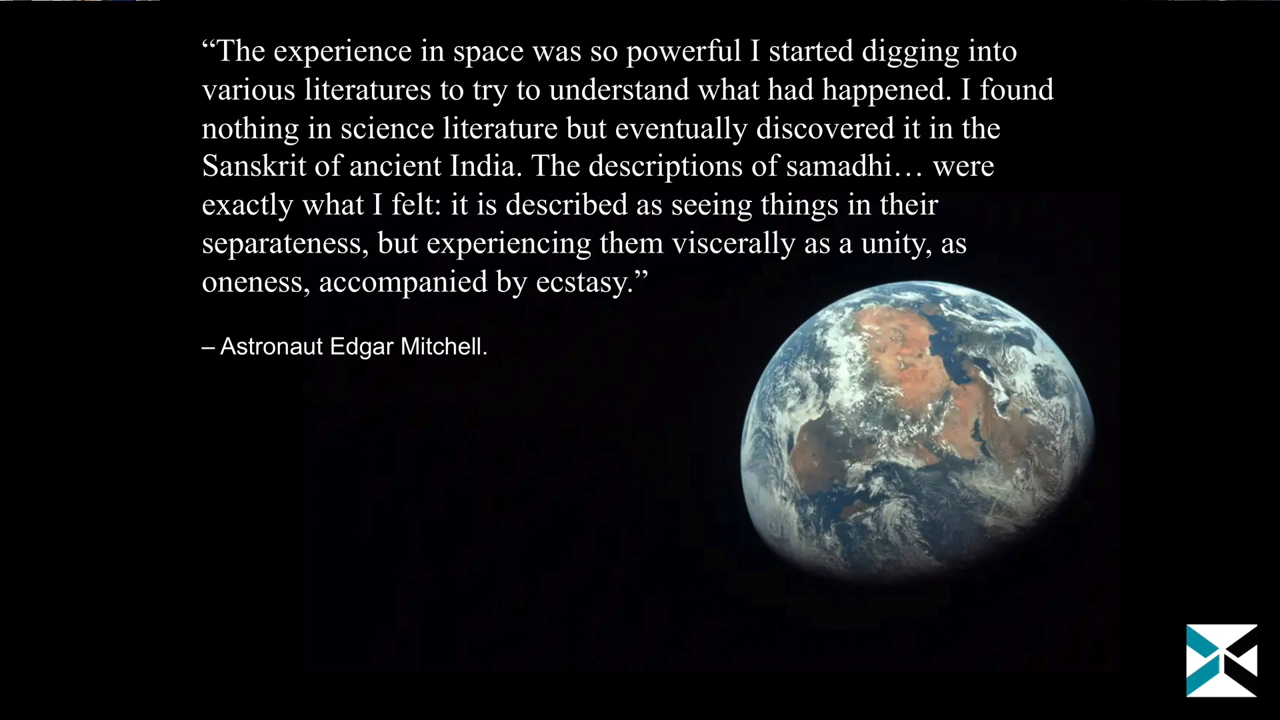 “The experience in space was so powerful I started digging into
various literatures to try to understand what had happened. I found
nothing in science literature but eventually discovered it in the
Sanskrit of ancient India. The descriptions of samadhi… were
exactly what I felt: it is described as seeing things in their
separateness, but experiencing them viscerally as a unity, as
oneness, accompanied by ecstasy.”
– Astronaut Edgar Mitchell.